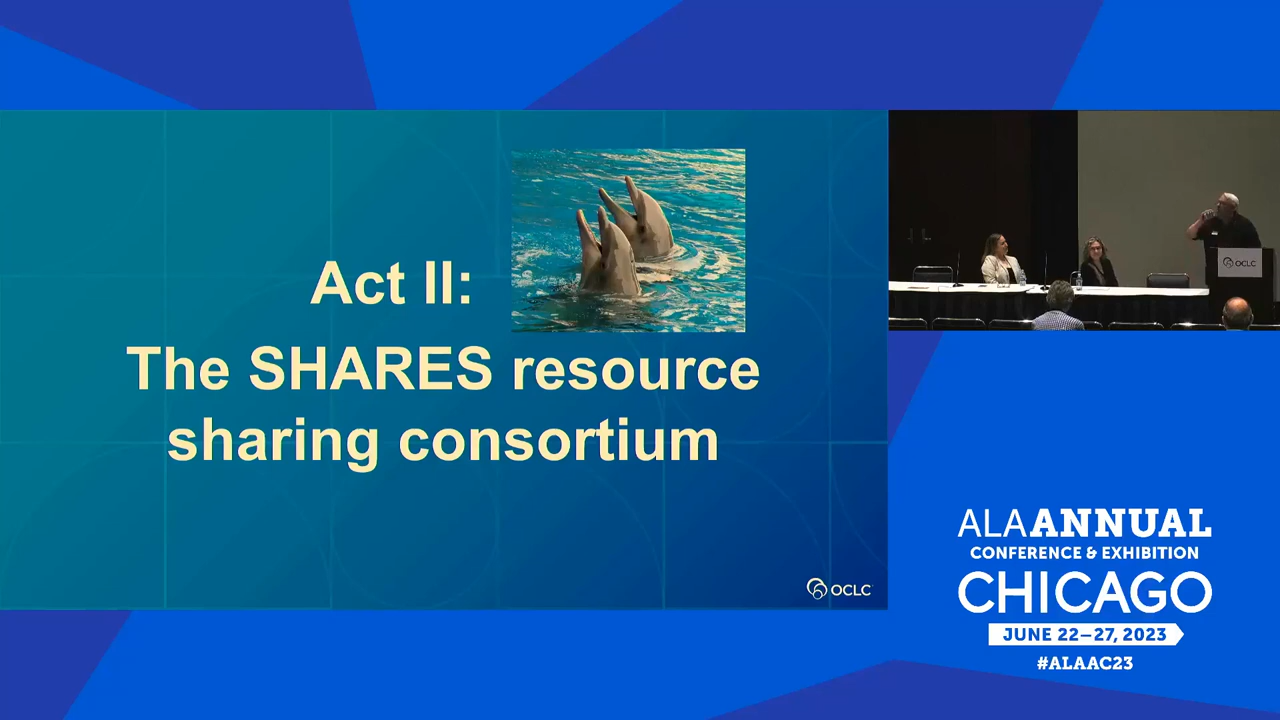 Act II:
The SHARES resource
sharing consortium
OCLC
OCLC
ALA ANNUAL
CONFERENCE & EXHIBITION
CHICAGO
JUNE 22–27, 2023
#ALAAC23